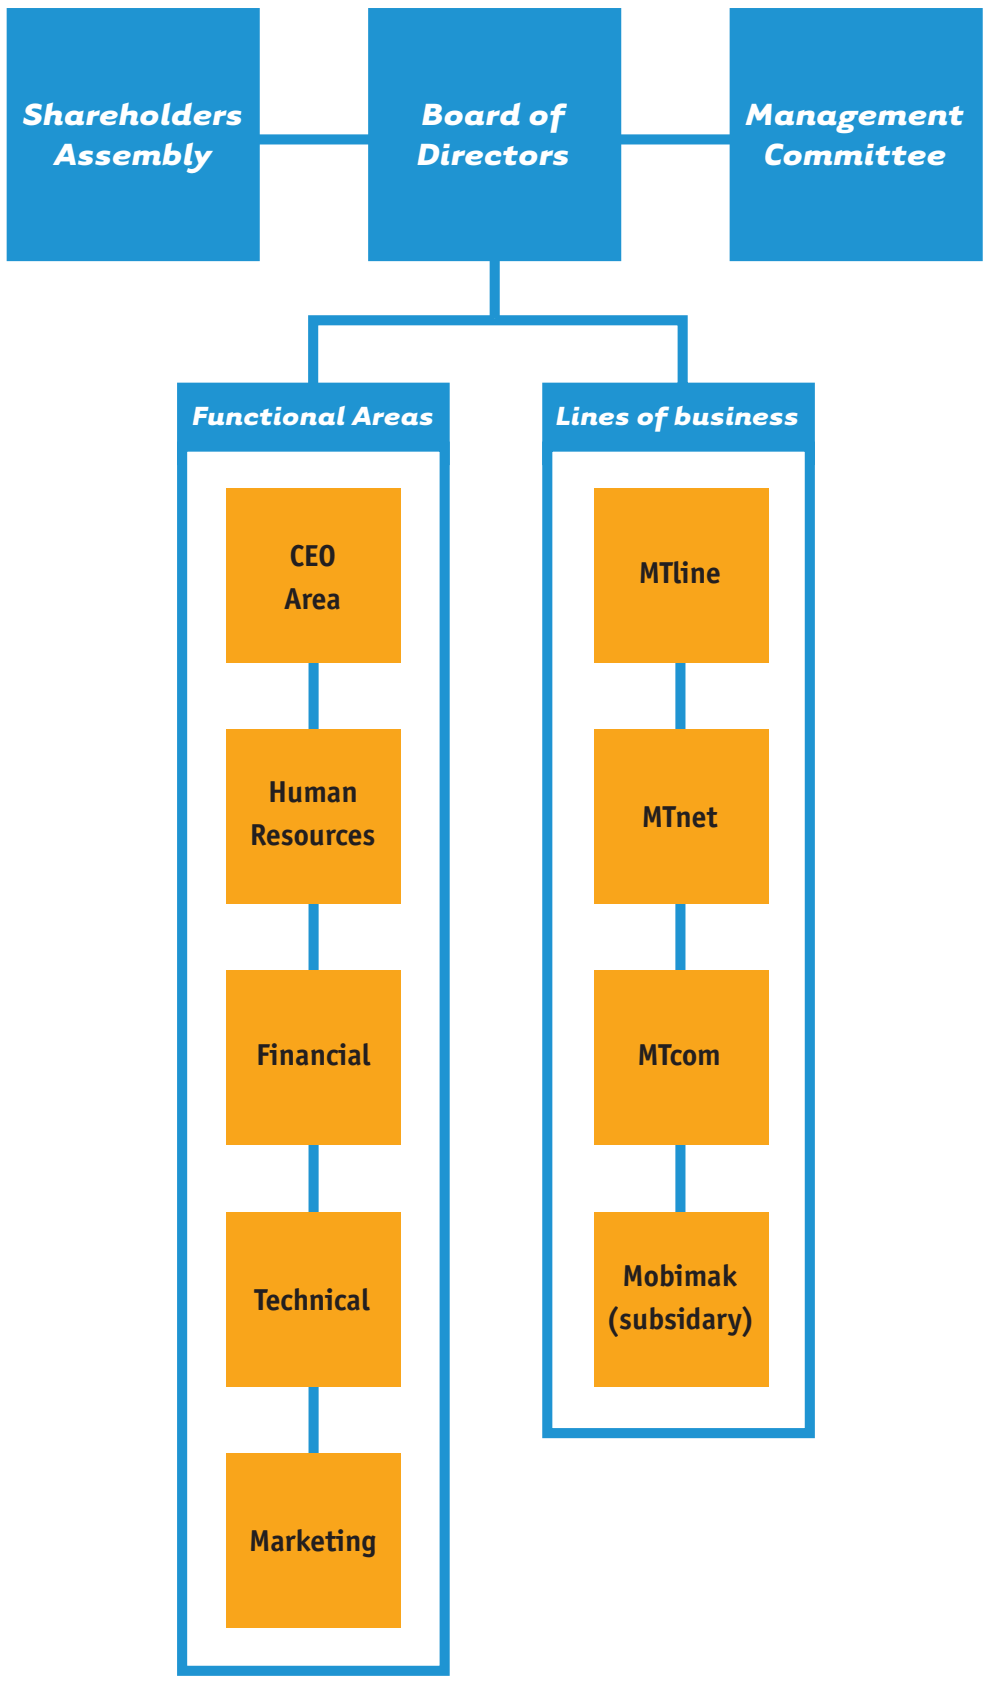 Shareholders
Assembly
Board of
Directors
Management
Committee
Functional Areas
CEO
Area
Human
Resources
Financial
Technical
Marketing
Lines of business
MTline
MTnet
MTcom
Mobimak
(subsidary)